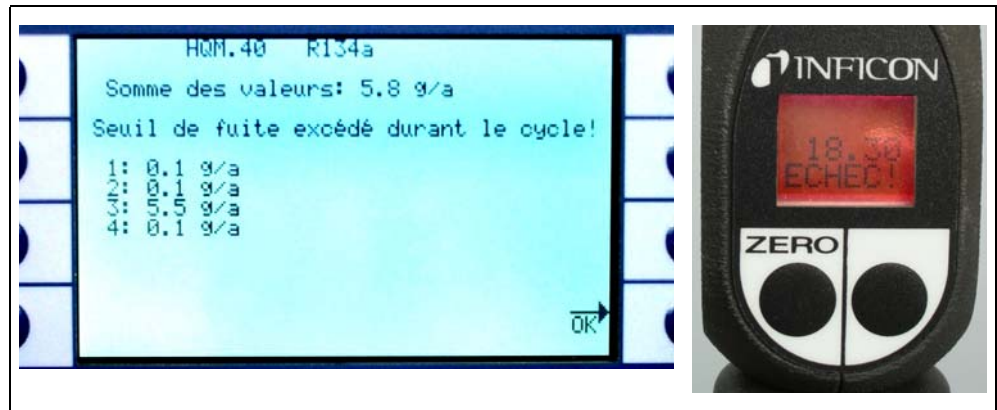 HQM.40 R134a
Somme des valeurs: 5.8 g/a
Seuil de fuite excédé durant le cycle!
1: 0.1 g/a
2: 0.1 g/a
3: 5.5 g/a
4: 0.1 g/a
OK
INFICON
18.30
ECHEC!
ZERO